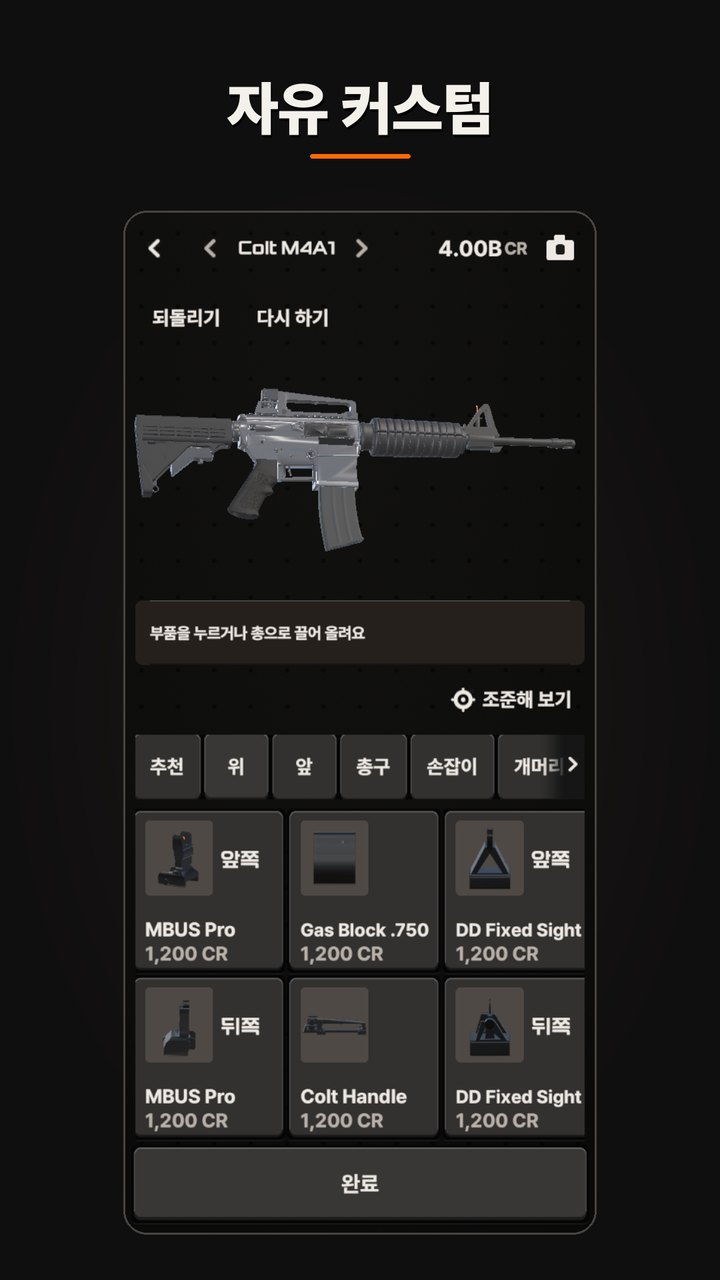 자유 커스텀
Colt M4A1
4.00B CR
되돌리기 다시 하기
부품을 누르거나 총으로 끌어 올려요
조준해 보기
추천 위 앞 총구 손잡이 개머리
앞쪽
MBUS Pro
1,200 CR
Gas Block .750
1,200 CR
앞쪽
DD Fixed Sight
1,200 CR
뒤쪽
MBUS Pro
1,200 CR
Colt Handle
1,200 CR
뒤쪽
DD Fixed Sight
1,200 CR
완료